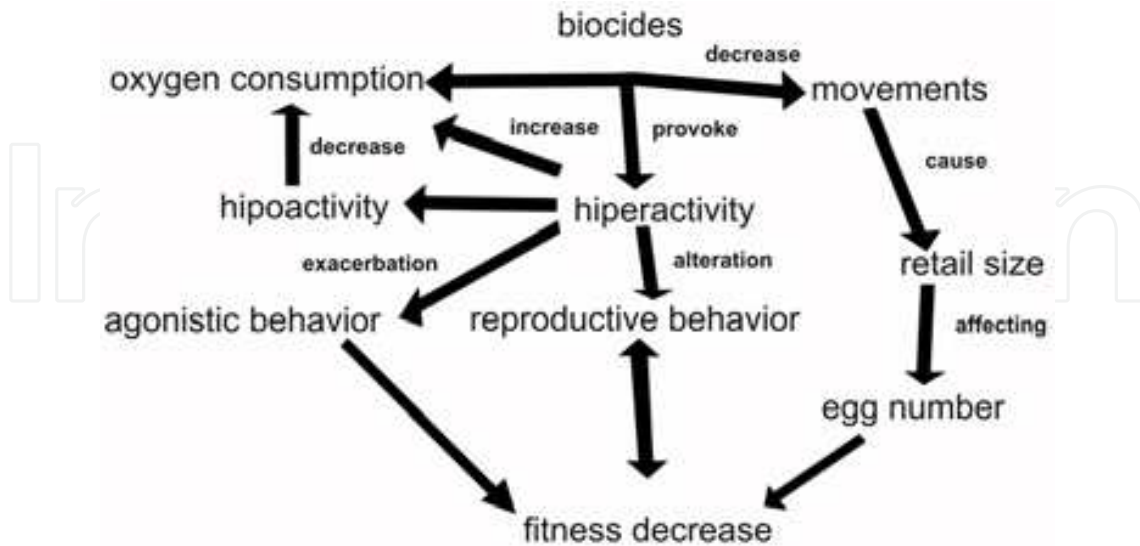 biocides
decrease
oxygen consumption
movements
increase
provoke
decrease
cause
hipoactivity
hiperactivity
exacerbation
alteration
retail size
agonistic behavior
reproductive behavior
affecting
egg number
fitness decrease